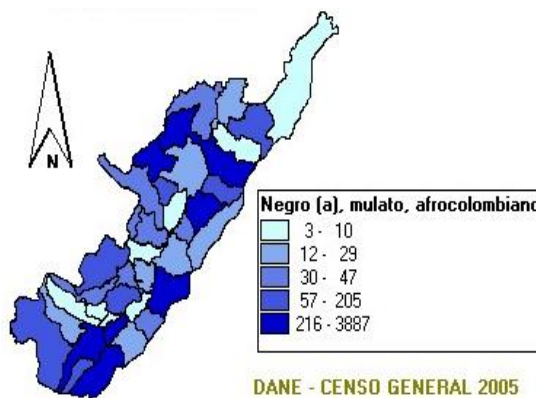 N
Negro (a), mulato, afrocolombiano
3 - 10
12 - 29
30 - 47
57 - 205
216 - 3887
DANE - CENSO GENERAL 2005